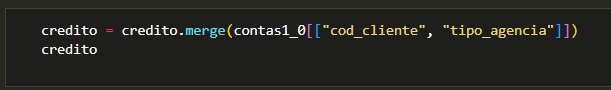 credito = credito.merge(contas1_0[["cod_cliente", "tipo_agencia"]])
credito